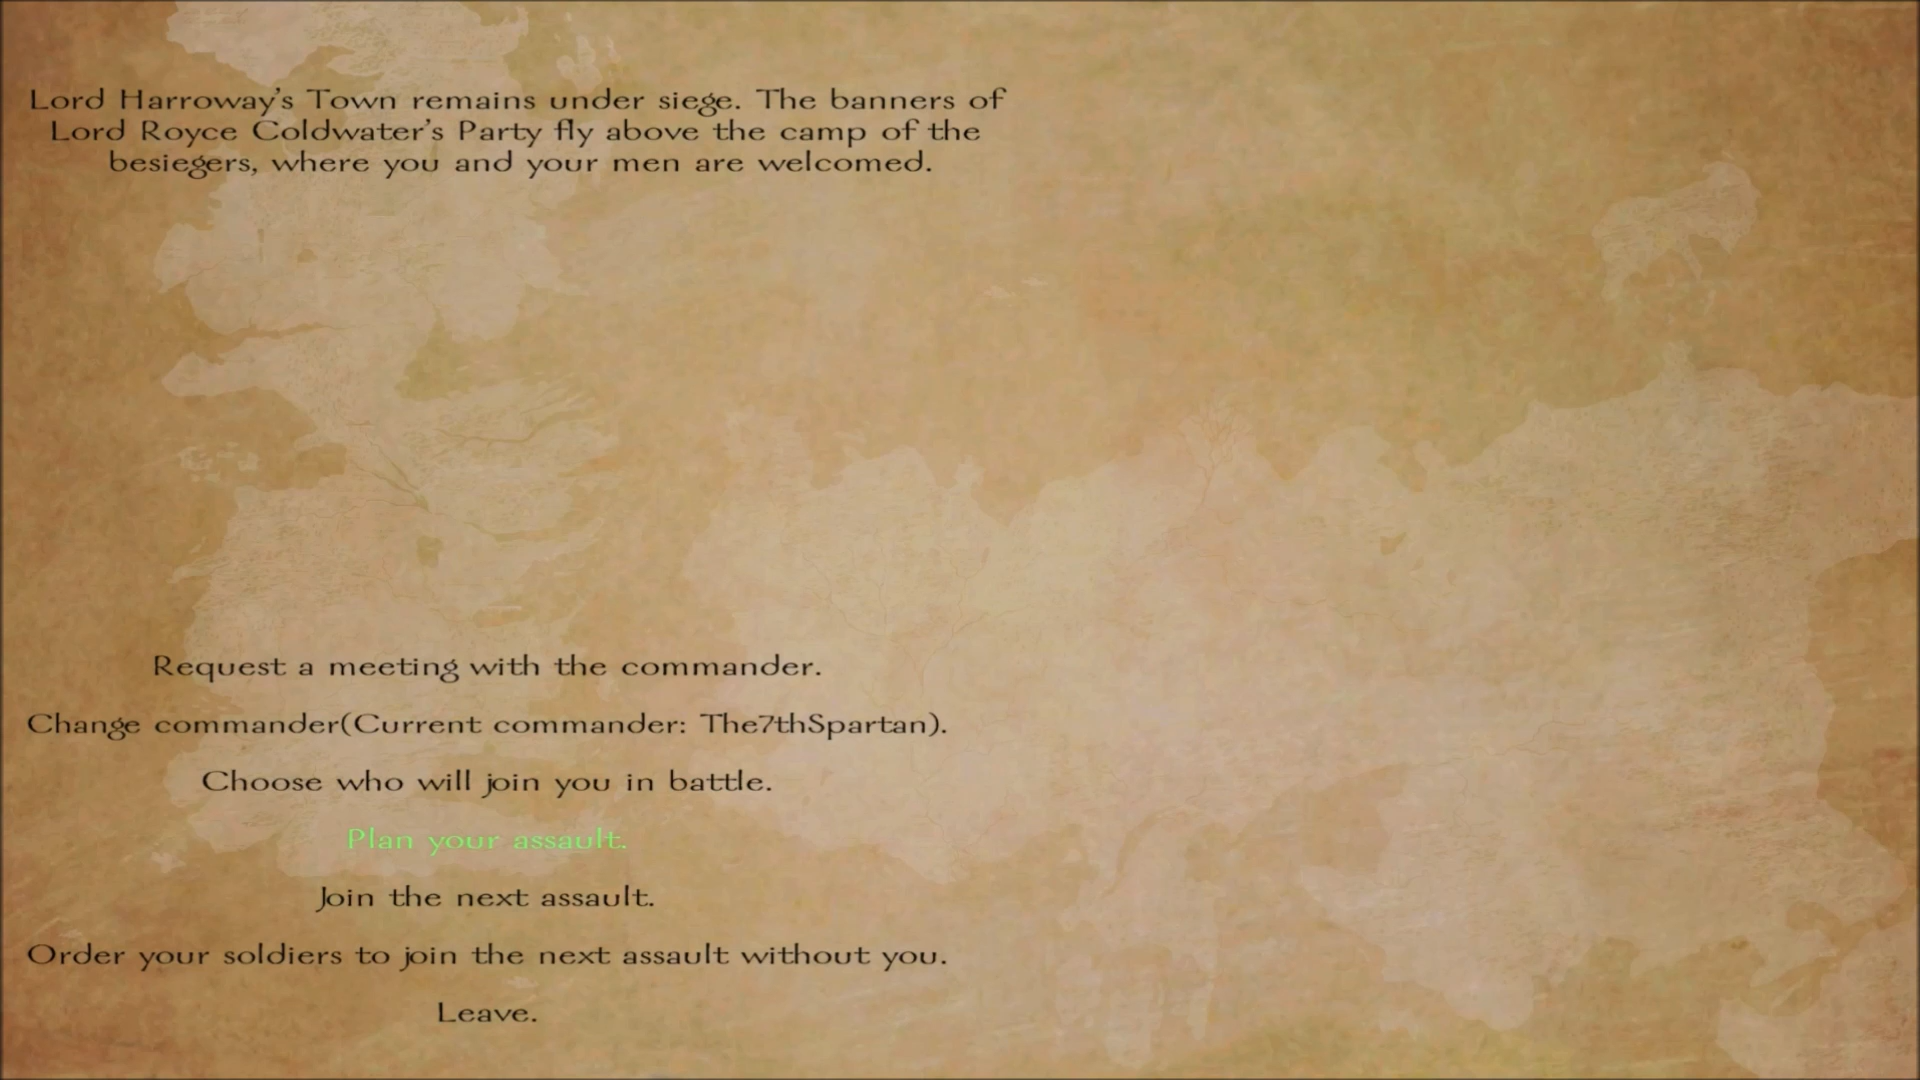 Lord Harroway's Town remains under siege. The banners of
Lord Royce Coldwater's Party fly above the camp of the
besiegers, where you and your men are welcomed.
Request a meeting with the commander.
Change commander(Current commander: The7thSpartan).
Choose who will join you in battle.
Plan your assault.
Join the next assault.
Order your soldiers to join the next assault without you.
Leave.